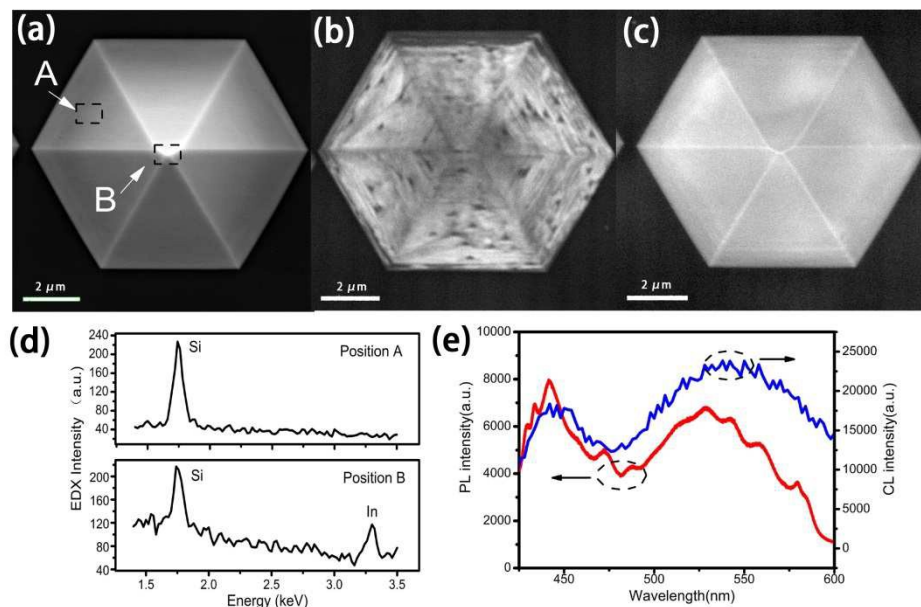 (a)
A
B
2 μm
(b)
2 μm
(c)
2 μm
(d)
EDX Intensity (a.u.)
240
200
160
120
80
40
Si
Position A
200
160
120
80
40
Si
Position B
In
1.5 2.0 2.5 3.0 3.5
Energy (keV)
(e)
PL intensity(a.u.)
10000
8000
6000
4000
2000
0
450 500 550 600
Wavelength(nm)
25000
20000
15000
10000
5000
0
CL intensity(a.u.)